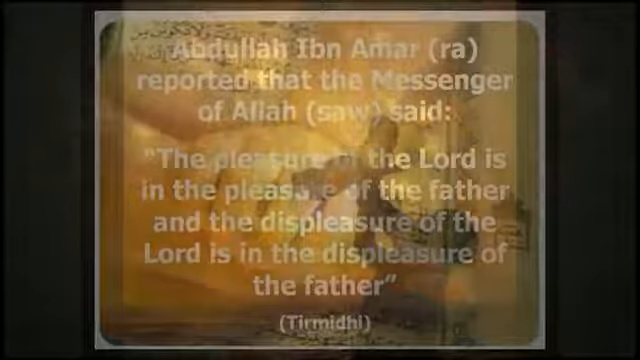 Abdullah Ibn Amar (ra)
reported that the Messenger
of Allah (saw) said:
"The pleasure of the Lord is
in the pleasure of the father
and the displeasure of the
Lord is in the displeasure of
the father"
(Tirmidhi)